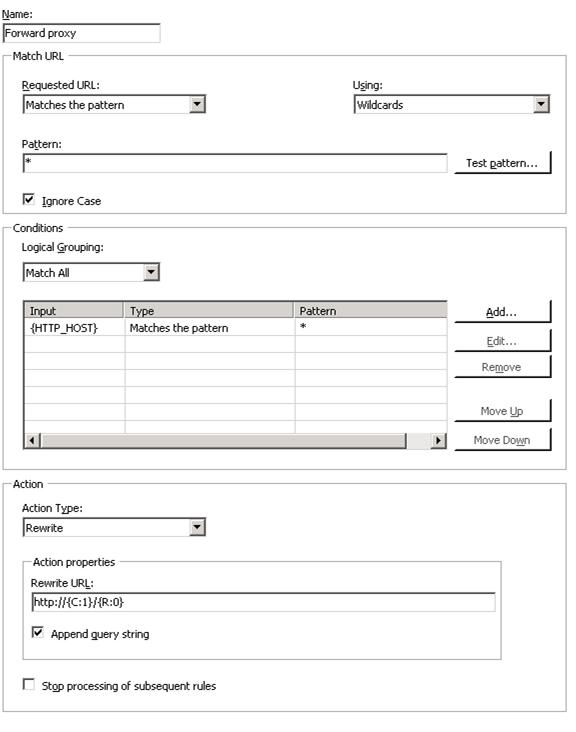 Name:
Forward proxy
Match URL
Requested URL: Using:
Matches the pattern Wildcards
Pattern:
* Test pattern...
Ignore Case
Conditions
Logical Grouping:
Match All
Input Type Pattern
{HTTP_HOST} Matches the pattern *
Add...
Edit...
Remove
Move Up
Move Down
Action
Action Type:
Rewrite
Action properties
Rewrite URL:
http://{C:1}/{R:0}
Append query string
Stop processing of subsequent rules